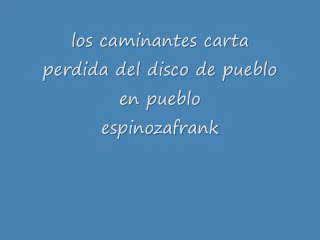 los caminantes carta
perdida del disco de pueblo
en pueblo
espinozafrank